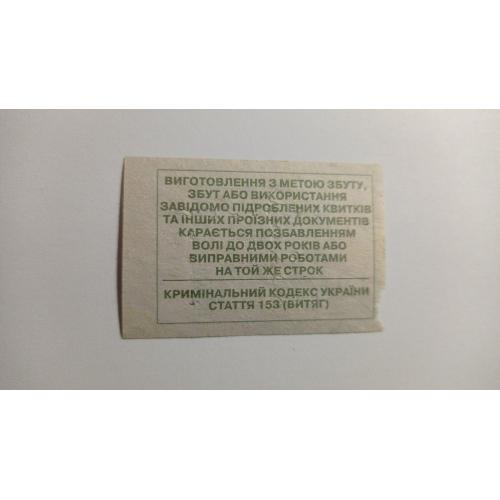 ВИГОТОВЛЕННЯ З МЕТОЮ ЗБУТУ,
ЗБУТ АБО ВИКОРИСТАННЯ
ЗАВІДОМО ПІДРОБЛЕНИХ КВИТКІВ
ТА ІНШИХ ПРОЇЗНИХ ДОКУМЕНТІВ
КАРАЄТЬСЯ ПОЗБАВЛЕННЯМ
ВОЛІ ДО ДВОХ РОКІВ АБО
ВИПРАВНИМИ РОБОТАМИ
НА ТОЙ ЖЕ СТРОК
КРИМІНАЛЬНИЙ КОДЕКС УКРАЇНИ
СТАТТЯ 153 (ВИТЯГ)